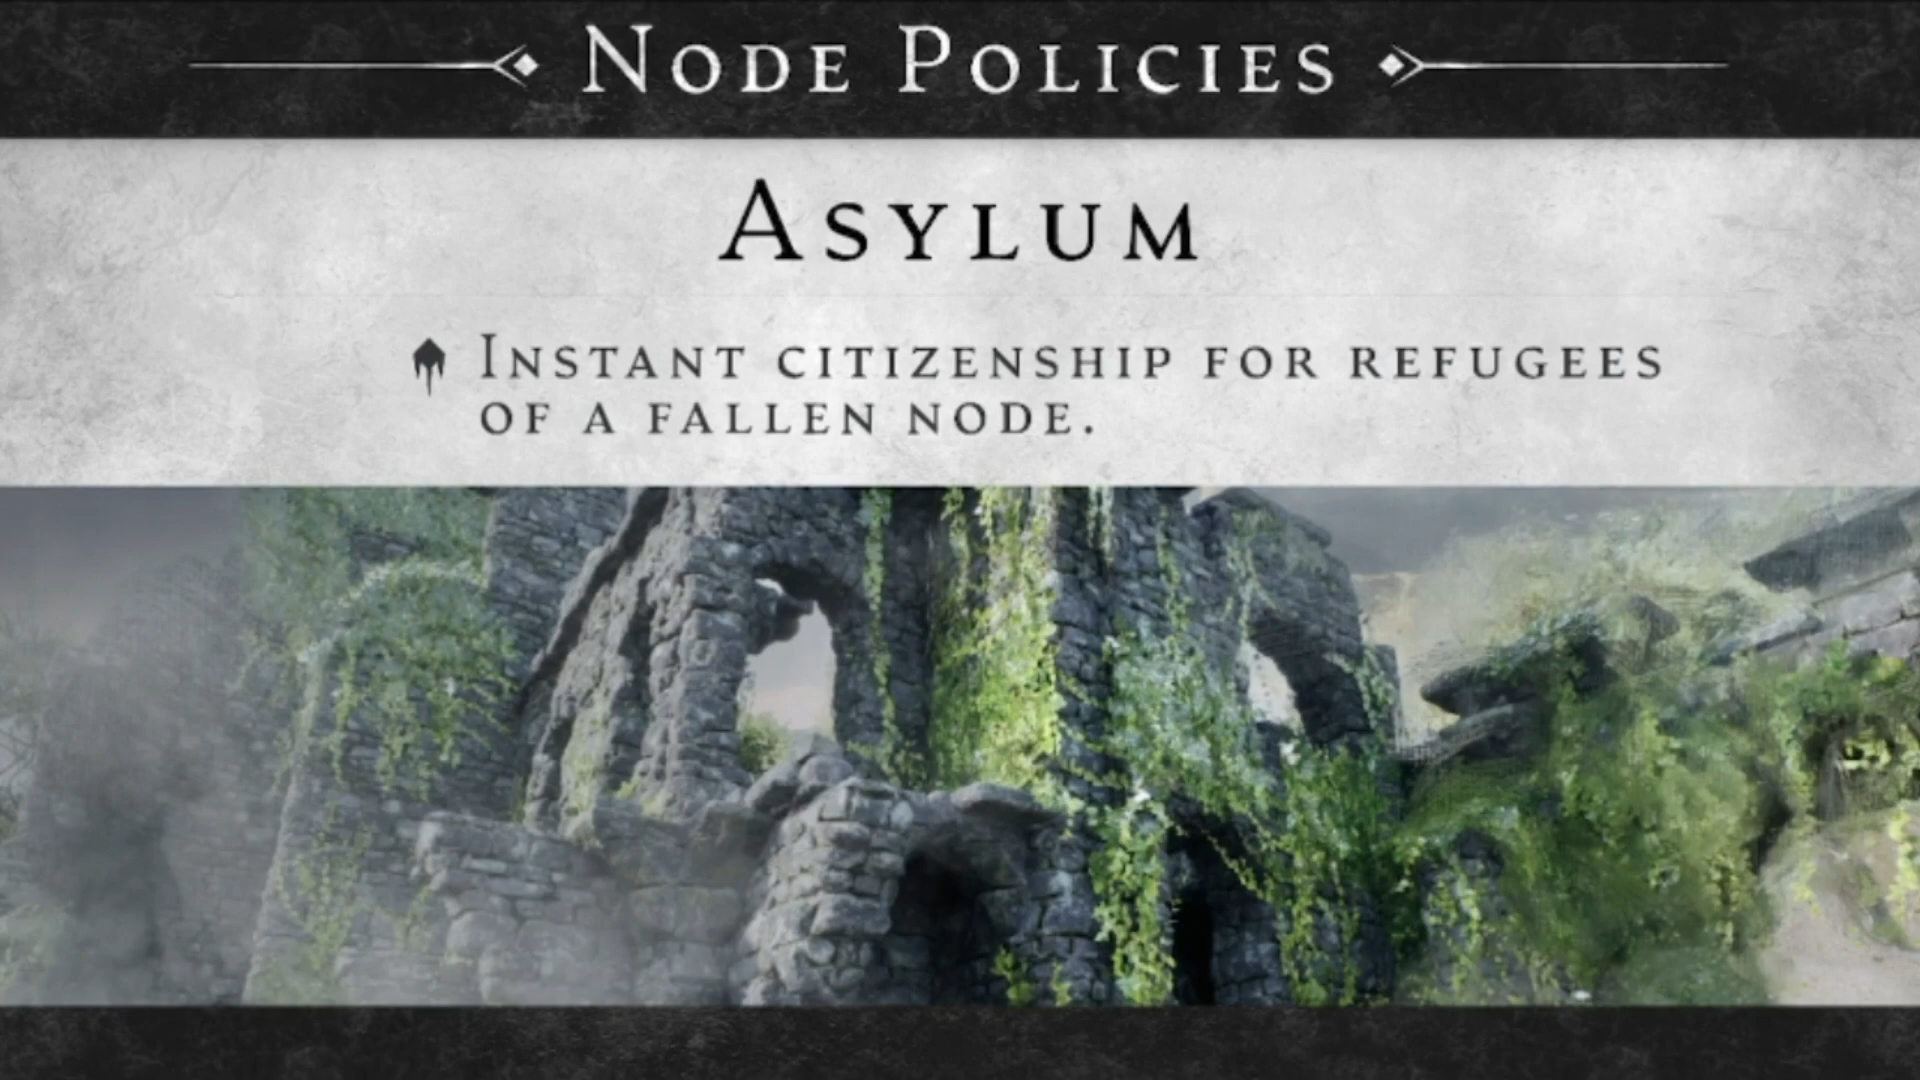 Node Policies
Asylum
Instant citizenship for refugees
of a fallen node.